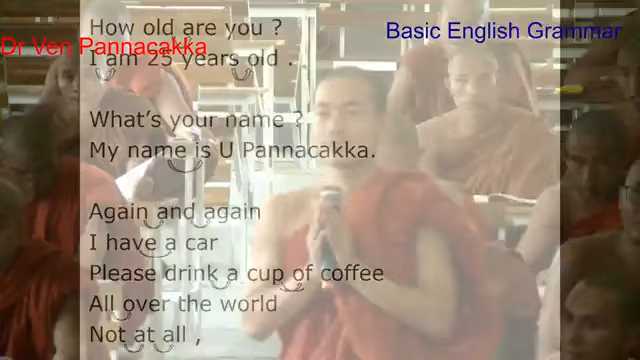 Dr Ven Pannacakka
Basic English Grammar
How old are you ?
I am 25 years old .
What’s your name ?
My name is U Pannacakka.
Again and again
I have a car
Please drink a cup of coffee
All over the world
Not at all ,